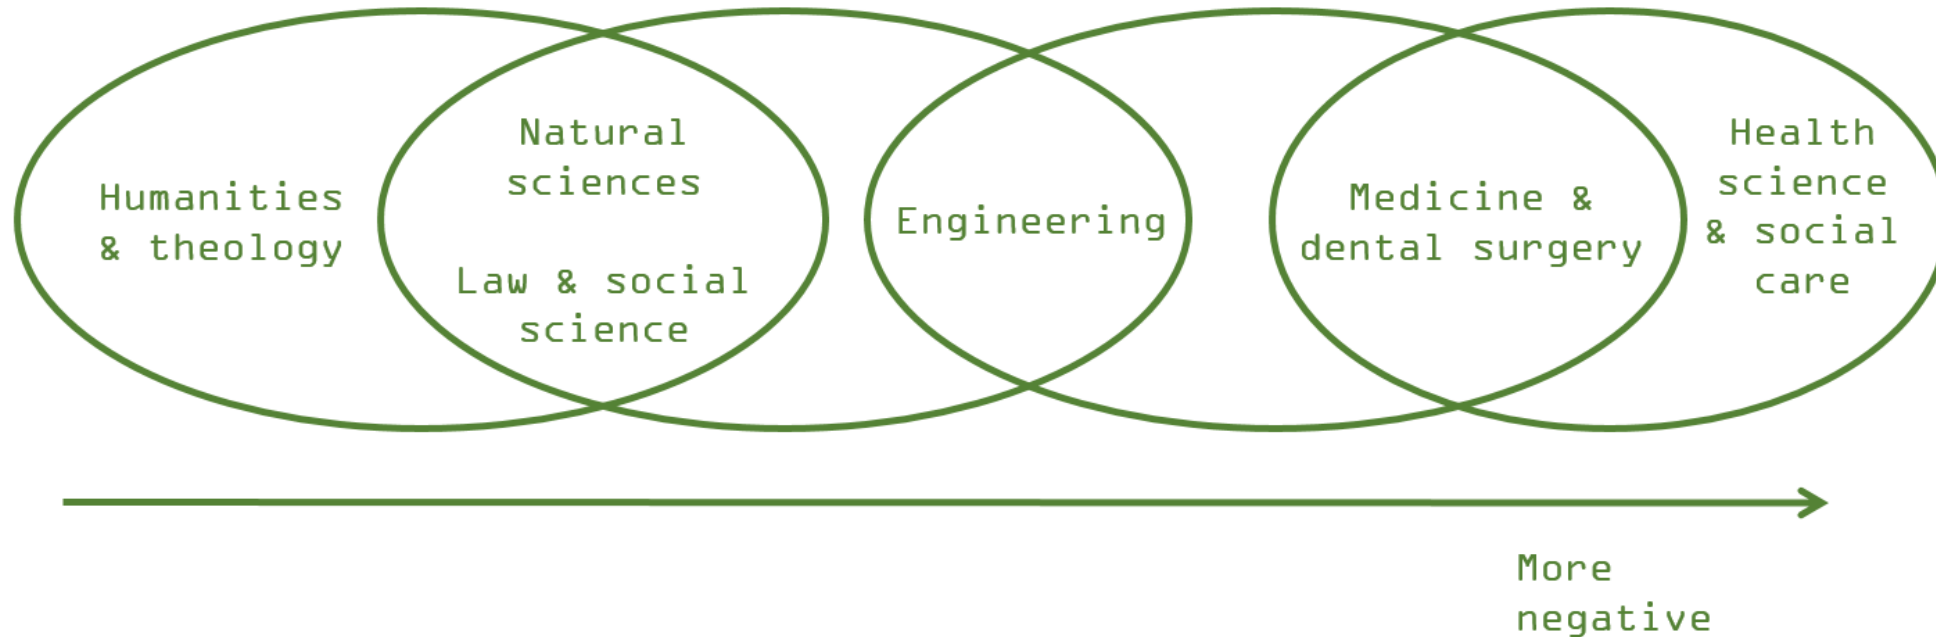 Humanities
& theology
Natural
sciences
Law & social
science
Engineering
Medicine &
dental surgery
Health
science
& social
care
More
negative